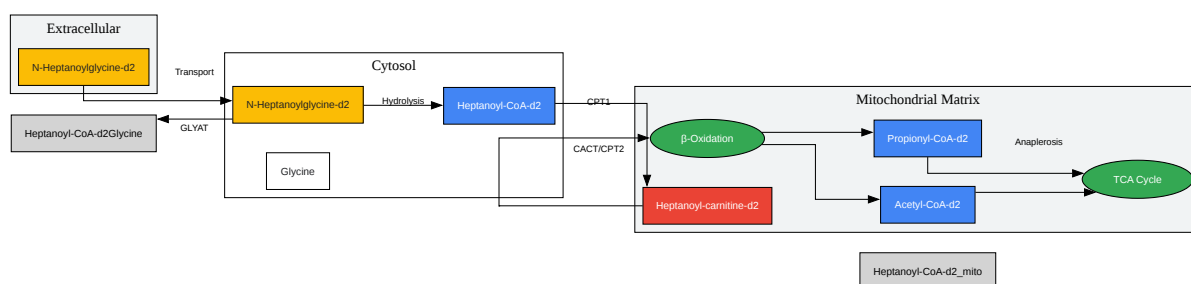 Extracellular
N-Heptanoylglycine-d2
Transport
Heptanoyl-CoA-d2Glycine
GLYAT
Cytosol
N-Heptanoylglycine-d2
Hydrolysis
Heptanoyl-CoA-d2
Glycine
CPT1
CACT/CPT2
Mitochondrial Matrix
β-Oxidation
Heptanoyl-carnitine-d2
Propionyl-CoA-d2
Acetyl-CoA-d2
Anaplerosis
TCA Cycle
Heptanoyl-CoA-d2_mito